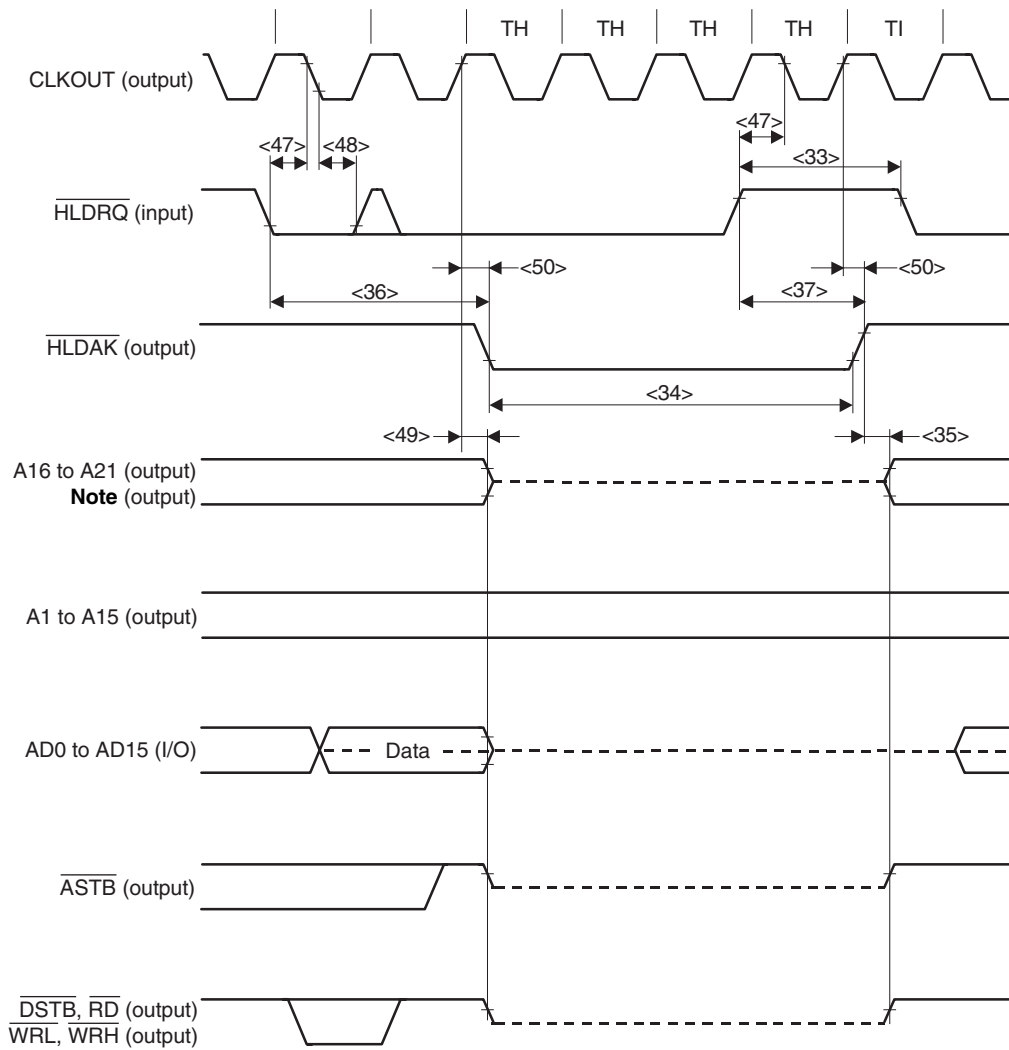 TH TH TH TH TI
CLKOUT (output)
<47> <48> <47>
<33>
HLDRQ (input)
<50> <50>
<36> <37>
HLDAK (output)
<34>
<49> <35>
A16 to A21 (output)
Note (output)
A1 to A15 (output)
AD0 to AD15 (I/O) Data
ASTB (output)
DSTB, RD (output)
WRL, WRH (output)